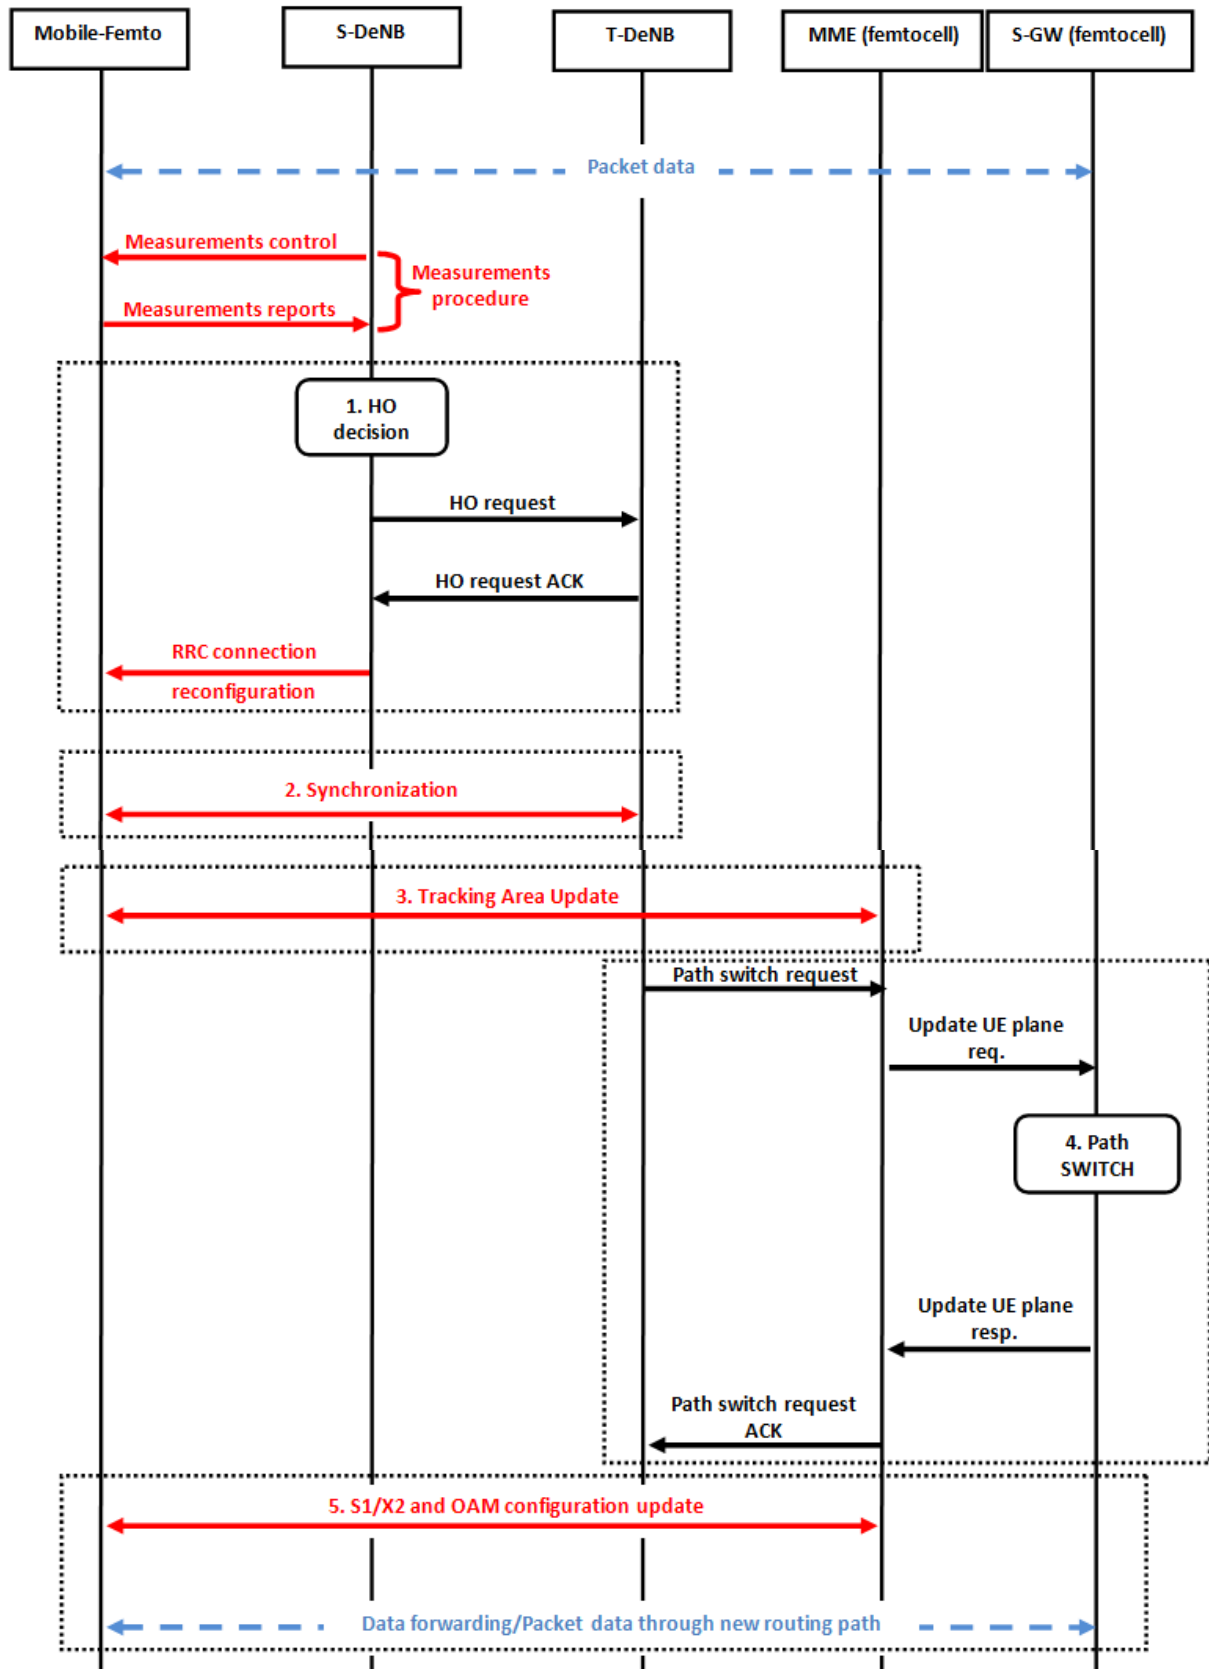 Mobile-Femto
S-DeNB
T-DeNB
MME (femtocell)
S-GW (femtocell)
Packet data
Measurements control
Measurements
procedure
Measurements reports
1. HO
decision
HO request
HO request ACK
RRC connection
reconfiguration
2. Synchronization
3. Tracking Area Update
Path switch request
Update UE plane
req.
4. Path
SWITCH
Update UE plane
resp.
Path switch request
ACK
5. S1/X2 and OAM configuration update
Data forwarding/Packet data through new routing path